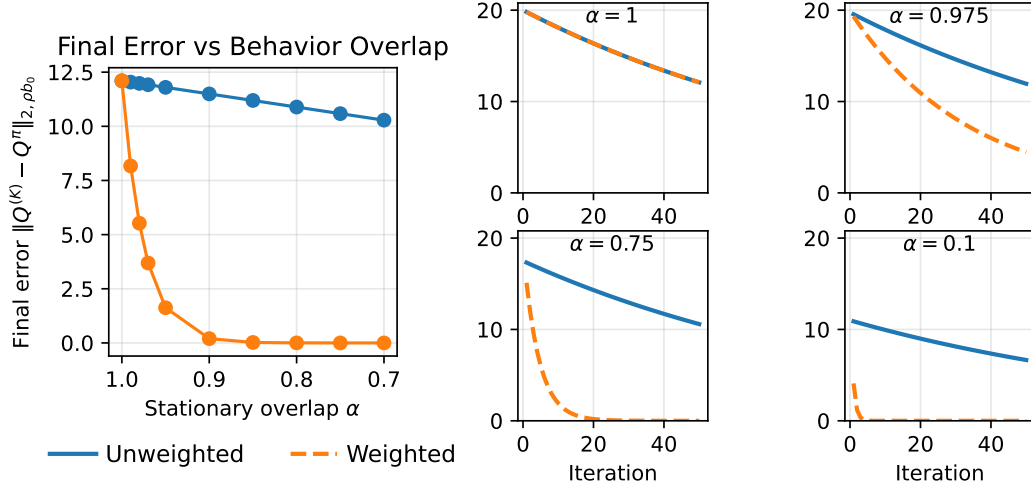 Final Error vs Behavior Overlap
Final error ‖Q^(K) − Q^π‖_2, ρb_0
12.5
10.0
7.5
5.0
2.5
0.0
1.0 0.9 0.8 0.7
Stationary overlap α
Unweighted Weighted
α = 1
20
10
0
0 20 40
α = 0.975
20
10
0
0 20 40
α = 0.75
20
10
0
0 20 40
Iteration
α = 0.1
20
10
0
0 20 40
Iteration